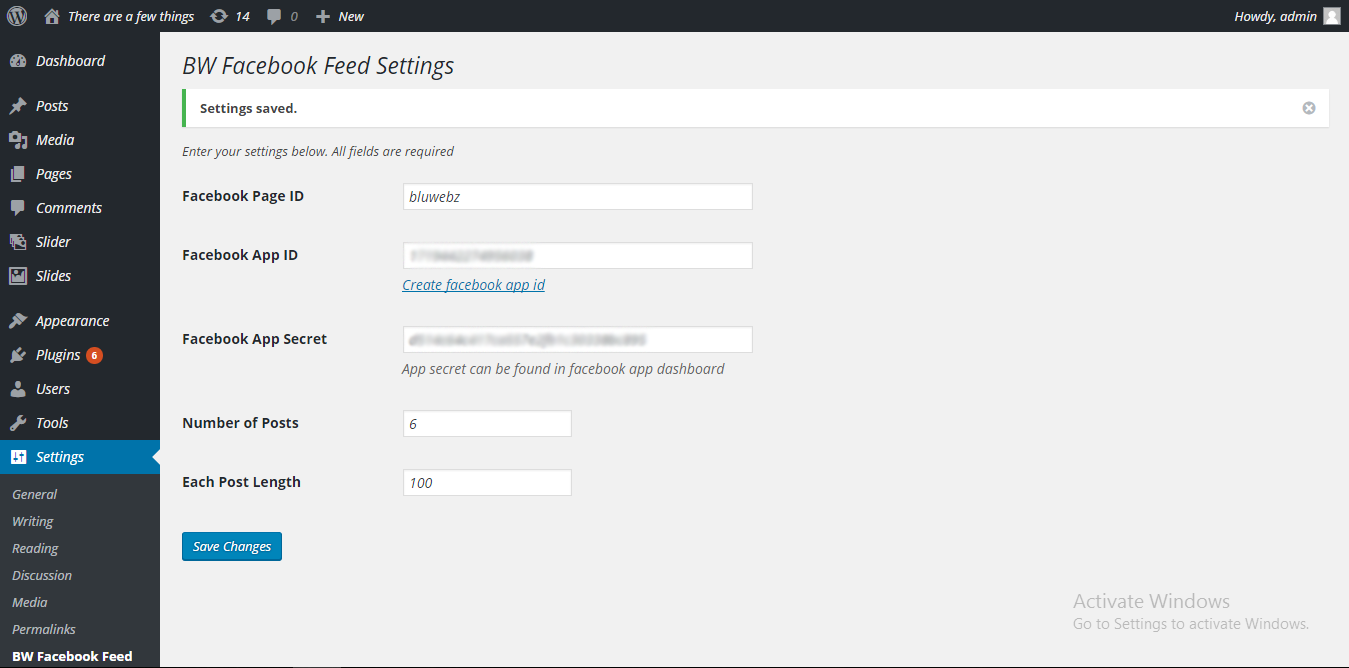 There are a few things 14 0 New Howdy, admin
Dashboard
Posts
Media
Pages
Comments
Slider
Slides
Appearance
Plugins 6
Users
Tools
Settings
General
Writing
Reading
Discussion
Media
Permalinks
BW Facebook Feed
BW Facebook Feed Settings
Settings saved.
Enter your settings below. All fields are required
Facebook Page ID bluwebz
Facebook App ID
Create facebook app id
Facebook App Secret
App secret can be found in facebook app dashboard
Number of Posts 6
Each Post Length 100
Save Changes
Activate Windows
Go to Settings to activate Windows.